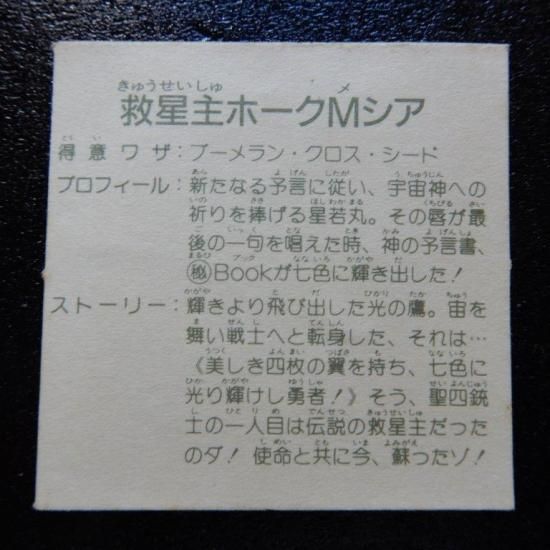 救星主ホークMシア
得意ワザ：ブーメラン・クロス・シード
プロフィール：新たなる予言に従い、宇宙神への
祈りを捧げる星若丸。その唇が最
後の一句を唱えた時、神の予言書、
㊙Bookが七色に輝き出した！
ストーリー：輝きより飛び出した光の鷹。宙を
舞い戦士へと転身した、それは…
《美しき四枚の翼を持ち、七色に
光り輝けし勇者！》そう、聖四銃
士の一人目は伝説の救星主だった
のダ！使命と共に今、蘇ったゾ！